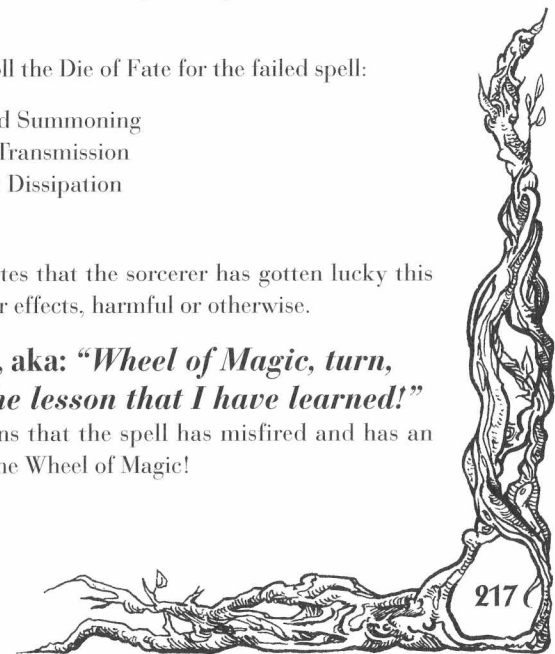 ll the Die of Fate for the failed spell:
d Summoning
Transmission
Dissipation
tes that the sorcerer has gotten lucky this
r effects, harmful or otherwise.
, aka: “Wheel of Magic, turn,
he lesson that I have learned!”
ns that the spell has misfired and has an
he Wheel of Magic!
217